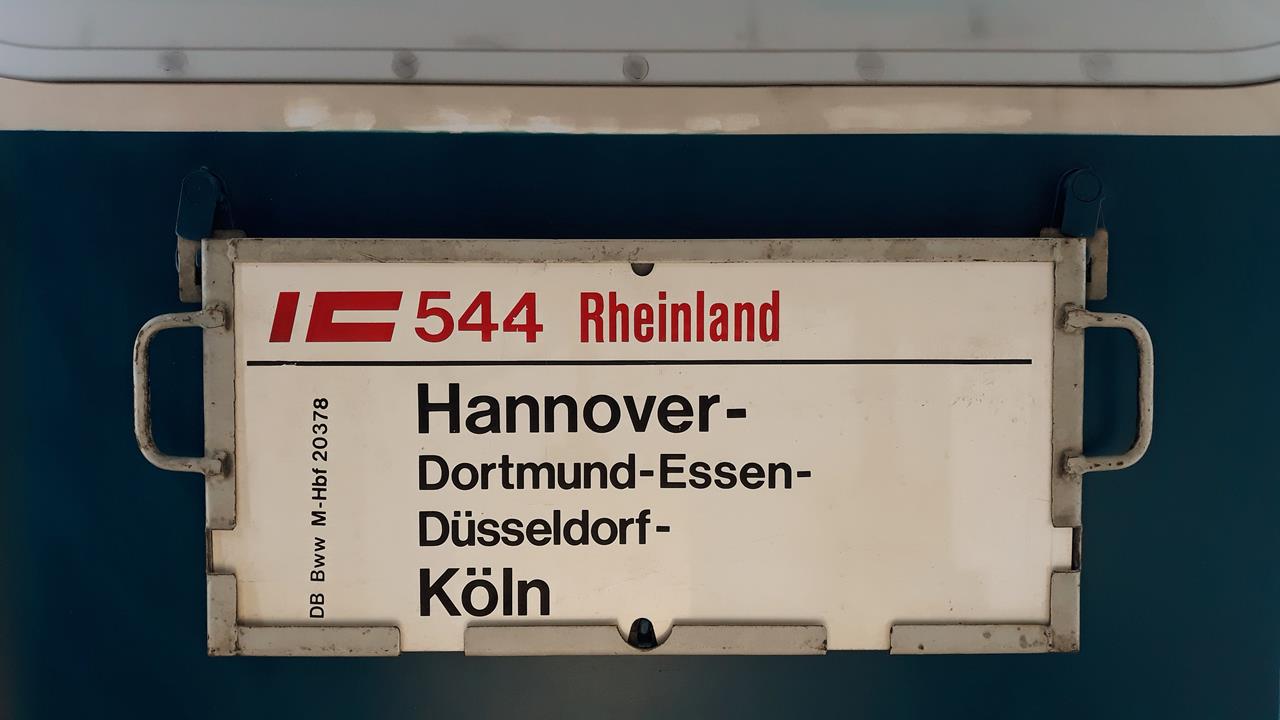 IC 544 Rheinland
Hannover-
Dortmund-Essen-
Düsseldorf-
Köln
DB Bww M-Hbf 20378